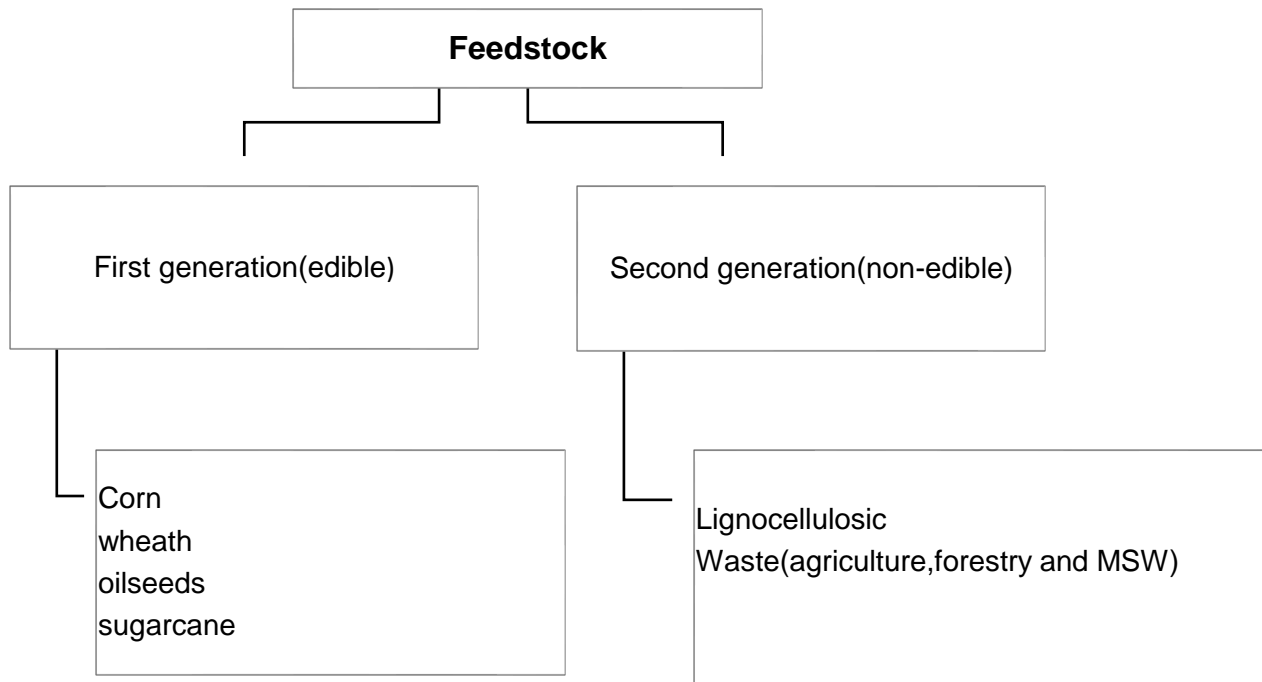 Feedstock
First generation(edible)
Second generation(non-edible)
Corn
wheath
oilseeds
sugarcane
Lignocellulosic
Waste(agriculture,forestry and MSW)